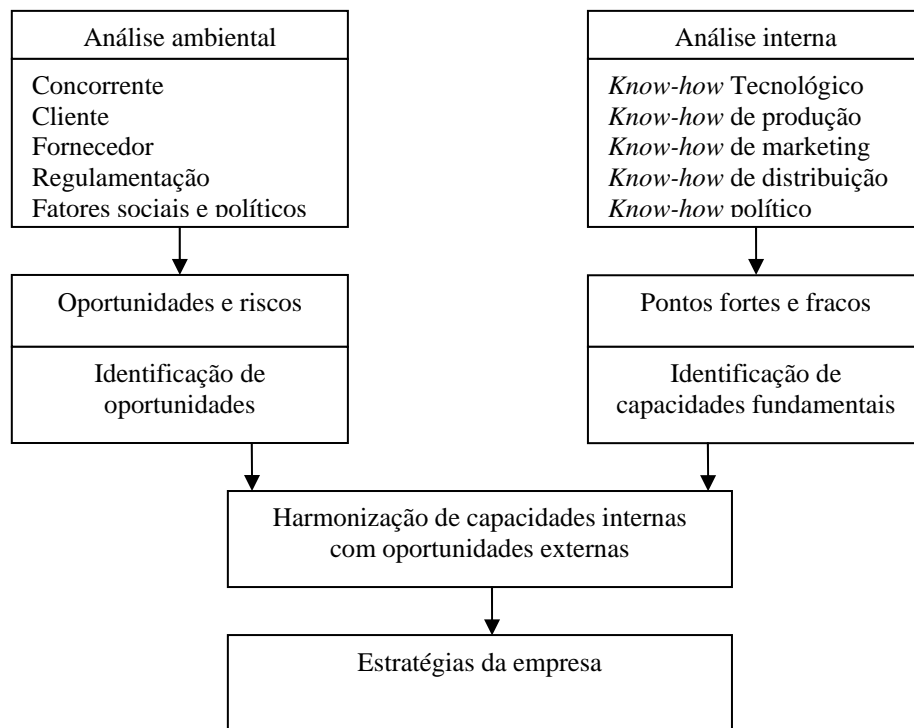 Análise ambiental
Concorrente
Cliente
Fornecedor
Regulamentação
Fatores sociais e políticos
Análise interna
Know-how Tecnológico
Know-how de produção
Know-how de marketing
Know-how de distribuição
Know-how político
Oportunidades e riscos
Identificação de
oportunidades
Pontos fortes e fracos
Identificação de
capacidades fundamentais
Harmonização de capacidades internas
com oportunidades externas
Estratégias da empresa